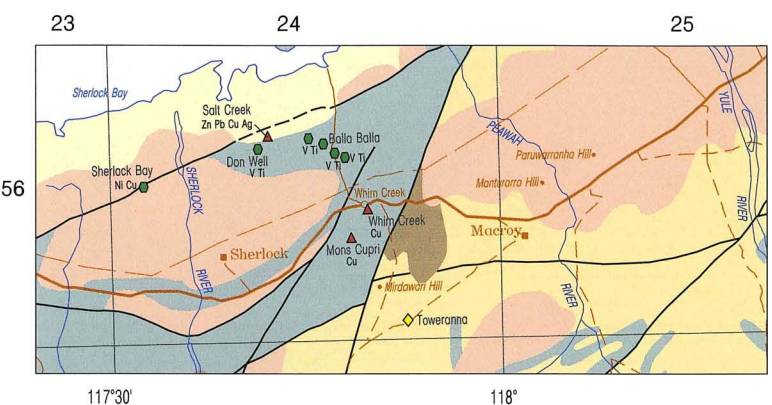 23 24 25
Sherlock Bay
Salt Creek
Zn Pb Cu Ag
YULE
PEAWAH
Balla Balla
V Ti
V Ti
V Ti
Don Well
V Ti
Paruwarranha Hill
Sherlock Bay
Ni Cu
56
SHERLOCK
Monturarra Hill
Whim Creek
RIVER
Whim Creek
Cu
Macroy
Mons Cupri
Cu
Sherlock
RIVER
Mirdawari Hill
RIVER
Toweranna
117°30'
118°